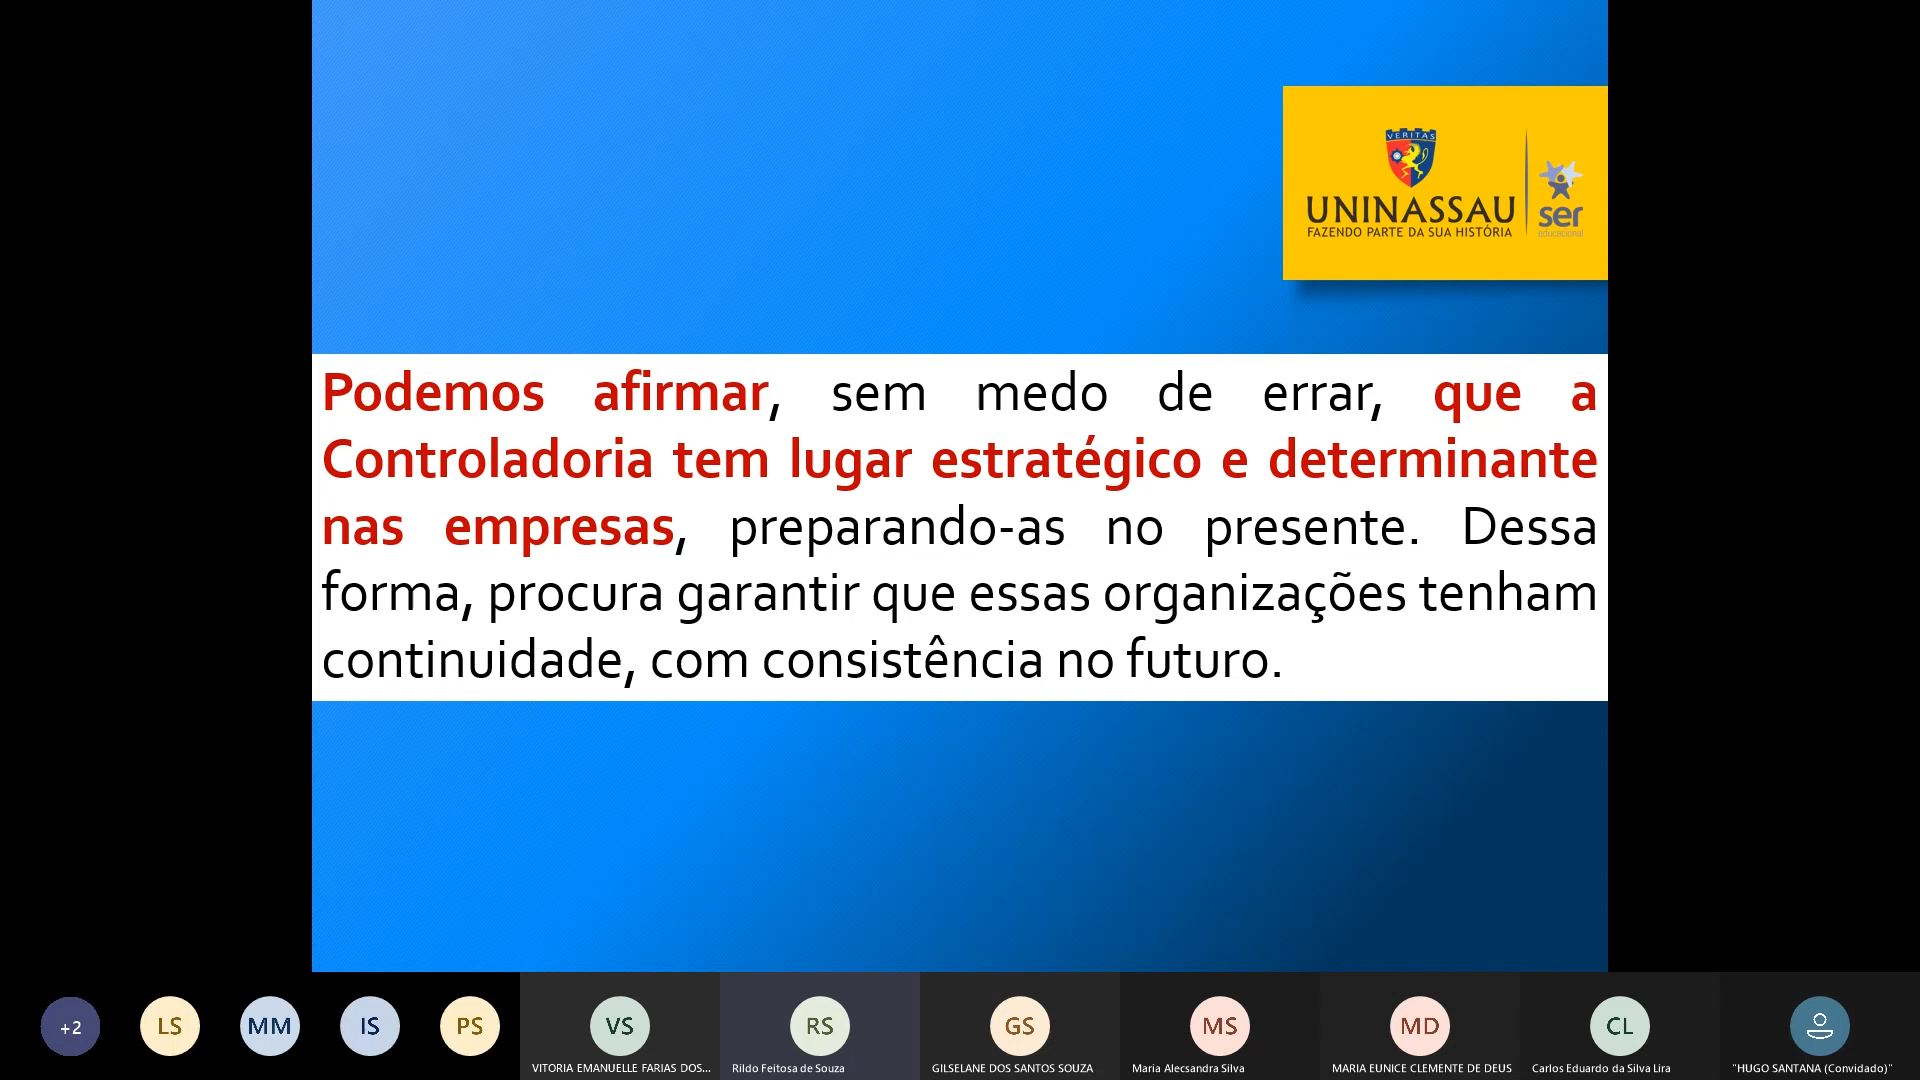 VERITAS
UNINASSAU
FAZENDO PARTE DA SUA HISTÓRIA
ser
educacional
Podemos afirmar, sem medo de errar, que a
Controladoria tem lugar estratégico e determinante
nas empresas, preparando-as no presente. Dessa
forma, procura garantir que essas organizações tenham
continuidade, com consistência no futuro.
+2
LS
MM
IS
PS
VS
RS
GS
MS
MD
CL
VITORIA EMANUELLE FARIAS DOS...
Rildo Feitosa de Souza
GILSELANE DOS SANTOS SOUZA
Maria Alecsandra Silva
MARIA EUNICE CLEMENTE DE DEUS
Carlos Eduardo da Silva Lira
"HUGO SANTANA (Convidado)"